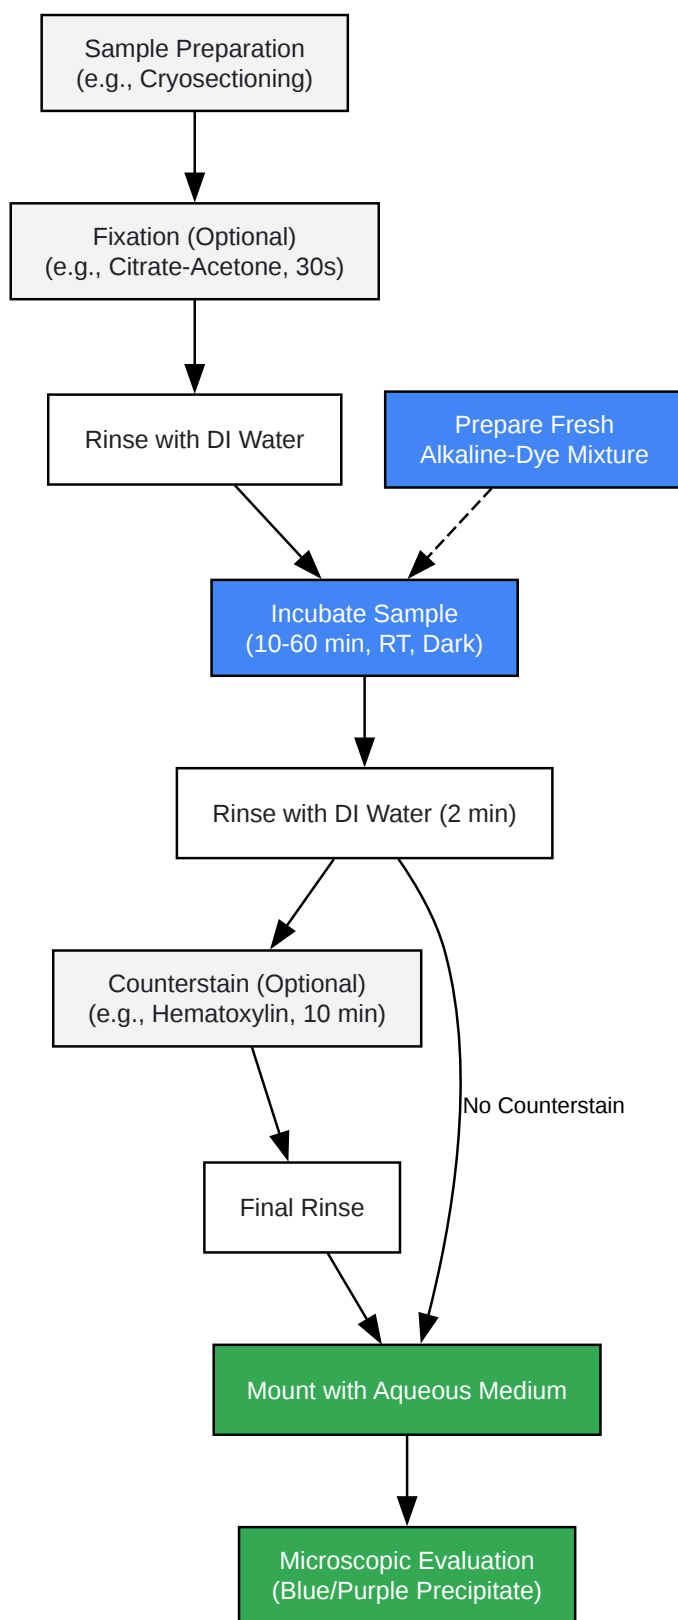 Sample Preparation
(e.g., Cryosectioning)
Fixation (Optional)
(e.g., Citrate-Acetone, 30s)
Rinse with DI Water
Prepare Fresh
Alkaline-Dye Mixture
Incubate Sample
(10-60 min, RT, Dark)
Rinse with DI Water (2 min)
Counterstain (Optional)
(e.g., Hematoxylin, 10 min)
No Counterstain
Final Rinse
Mount with Aqueous Medium
Microscopic Evaluation
(Blue/Purple Precipitate)